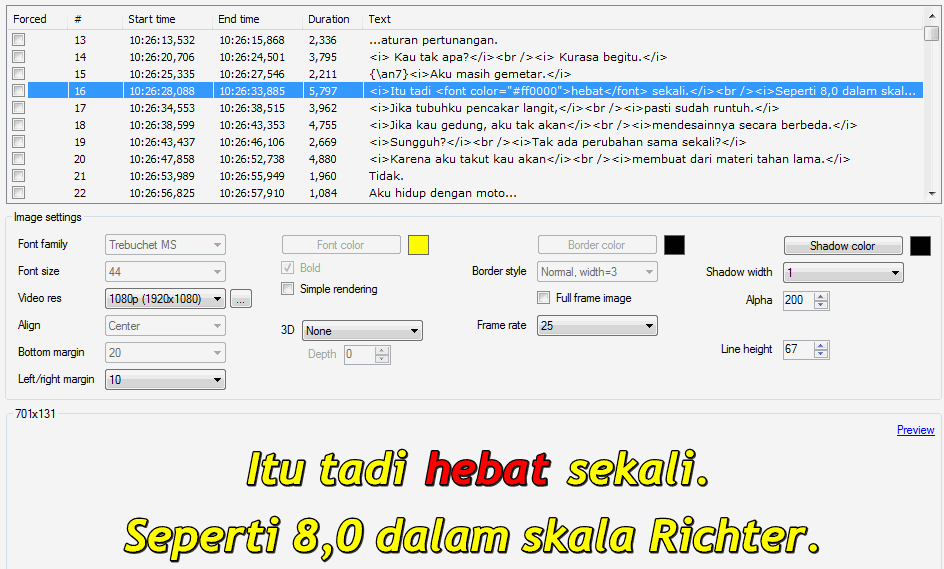 Forced # Start time End time Duration Text
13 10:26:13,532 10:26:15,868 2,336 ...aturan pertunangan.
14 10:26:20,706 10:26:24,501 3,795 <i> Kau tak apa?</i><br /><i> Kurasa begitu.</i>
15 10:26:25,335 10:26:27,546 2,211 {\an7}<i>Aku masih gemetar.</i>
16 10:26:28,088 10:26:33,885 5,797 <i>Itu tadi <font color="#ff0000">hebat</font> sekali.</i><br /><i>Seperti 8,0 dalam skal...
17 10:26:34,553 10:26:38,515 3,962 <i>Jika tubuhku pencakar langit,</i><br /><i>pasti sudah runtuh.</i>
18 10:26:38,599 10:26:43,353 4,755 <i>Jika kau gedung, aku tak akan</i><br /><i>mendesainnya secara berbeda.</i>
19 10:26:43,437 10:26:46,106 2,669 <i>Sungguh?</i><br /><i>Tak ada perubahan sama sekali?</i>
20 10:26:47,858 10:26:52,738 4,880 <i>Karena aku takut kau akan</i><br /><i>membuat dari materi tahan lama.</i>
21 10:26:53,989 10:26:55,949 1,960 Tidak.
22 10:26:56,825 10:26:57,910 1,084 Aku hidup dengan moto...
Image settings
Font family Trebuchet MS Font color Border color Shadow color
Font size 44 Bold Border style Normal, width=3 Shadow width 1
Video res 1080p (1920x1080) ... Simple rendering Full frame image Alpha 200
Align Center 3D None Frame rate 25
Bottom margin 20 Depth 0 Line height 67
Left/right margin 10
701x131
Preview
Itu tadi hebat sekali.
Seperti 8,0 dalam skala Richter.